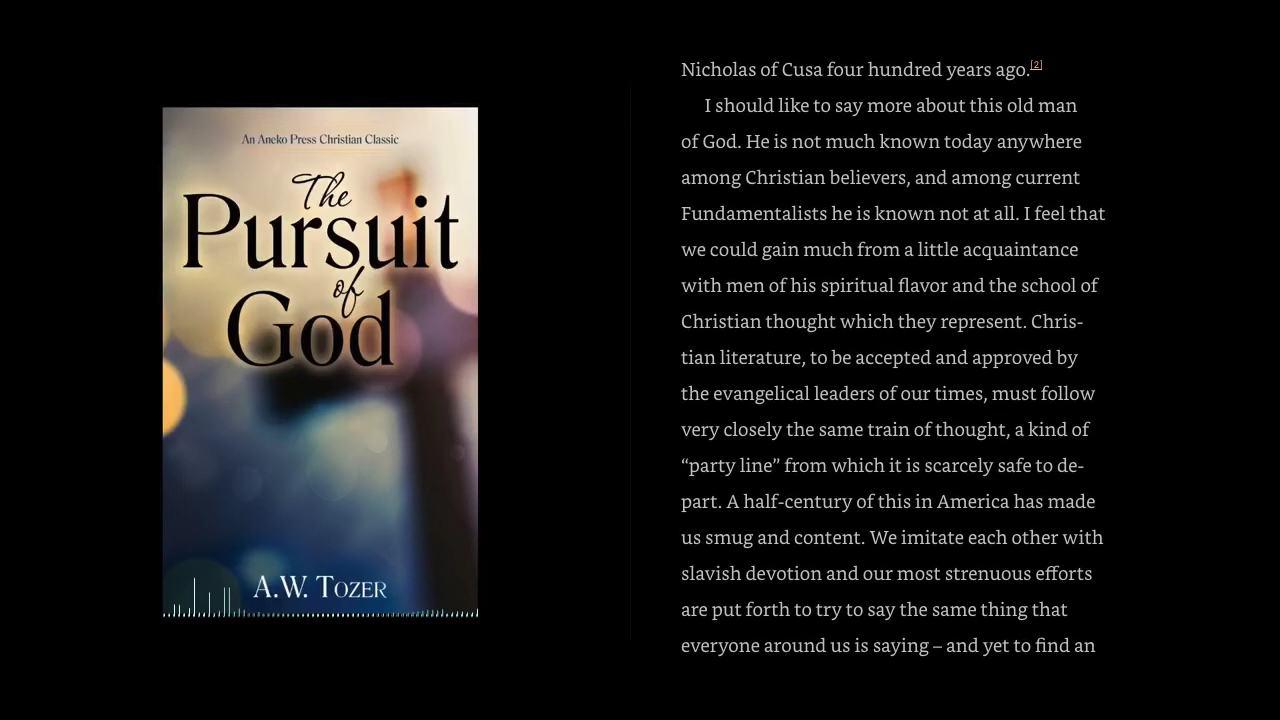 An Aneko Press Christian Classic
The
Pursuit
of
God
A.W. Tozer
Nicholas of Cusa four hundred years ago.[2]
I should like to say more about this old man
of God. He is not much known today anywhere
among Christian believers, and among current
Fundamentalists he is known not at all. I feel that
we could gain much from a little acquaintance
with men of his spiritual flavor and the school of
Christian thought which they represent. Chris-
tian literature, to be accepted and approved by
the evangelical leaders of our times, must follow
very closely the same train of thought, a kind of
“party line” from which it is scarcely safe to de-
part. A half-century of this in America has made
us smug and content. We imitate each other with
slavish devotion and our most strenuous efforts
are put forth to try to say the same thing that
everyone around us is saying – and yet to find an